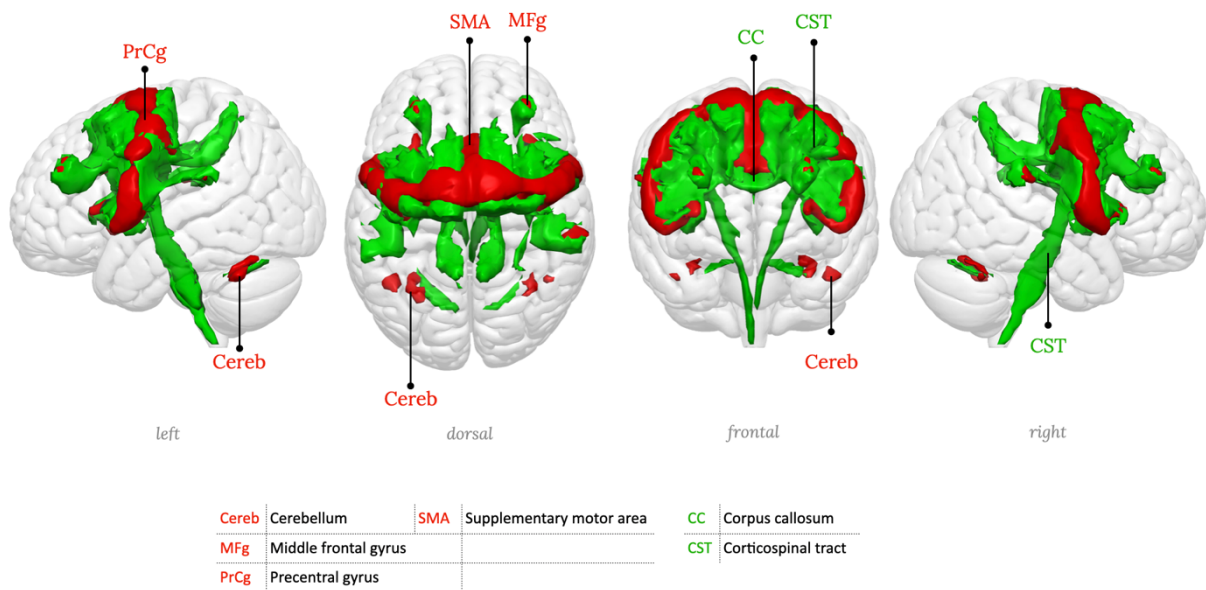 SMA MFg
PrCg
CC CST
Cereb
Cereb
Cereb
CST
left dorsal frontal right
Cereb Cerebellum SMA Supplementary motor area CC Corpus callosum
MFg Middle frontal gyrus CST Corticospinal tract
PrCg Precentral gyrus